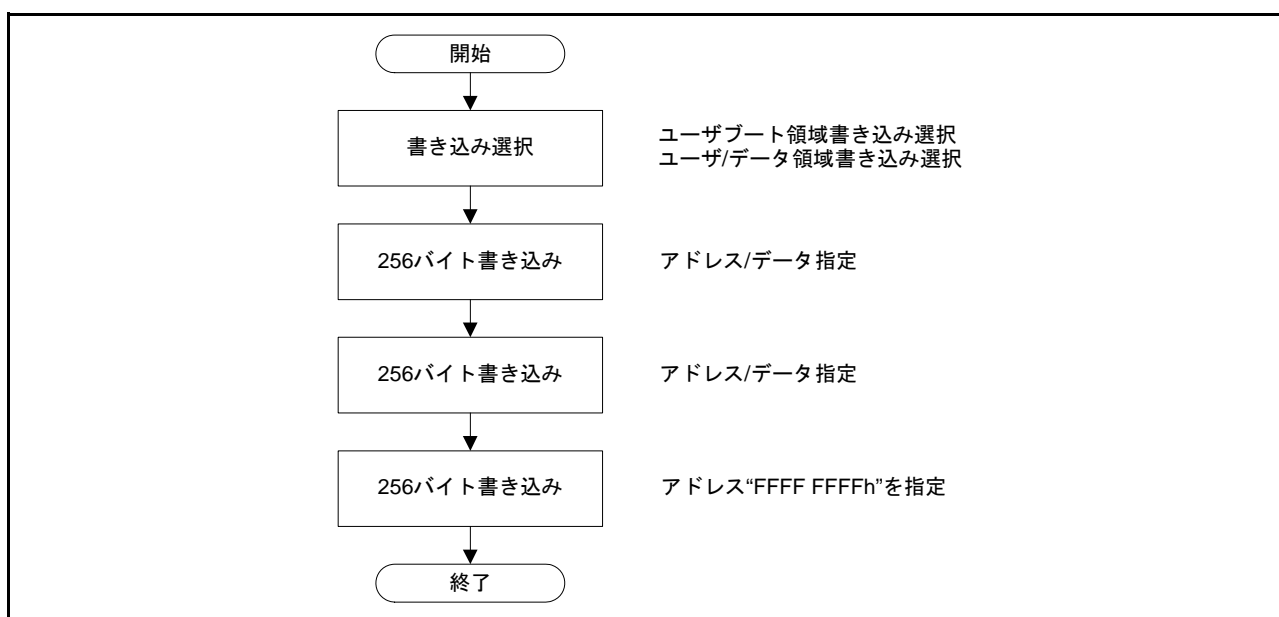 開始
書き込み選択
ユーザブート領域書き込み選択
ユーザ/データ領域書き込み選択
256バイト書き込み
アドレス/データ指定
256バイト書き込み
アドレス/データ指定
256バイト書き込み
アドレス“FFFF FFFFh”を指定
終了